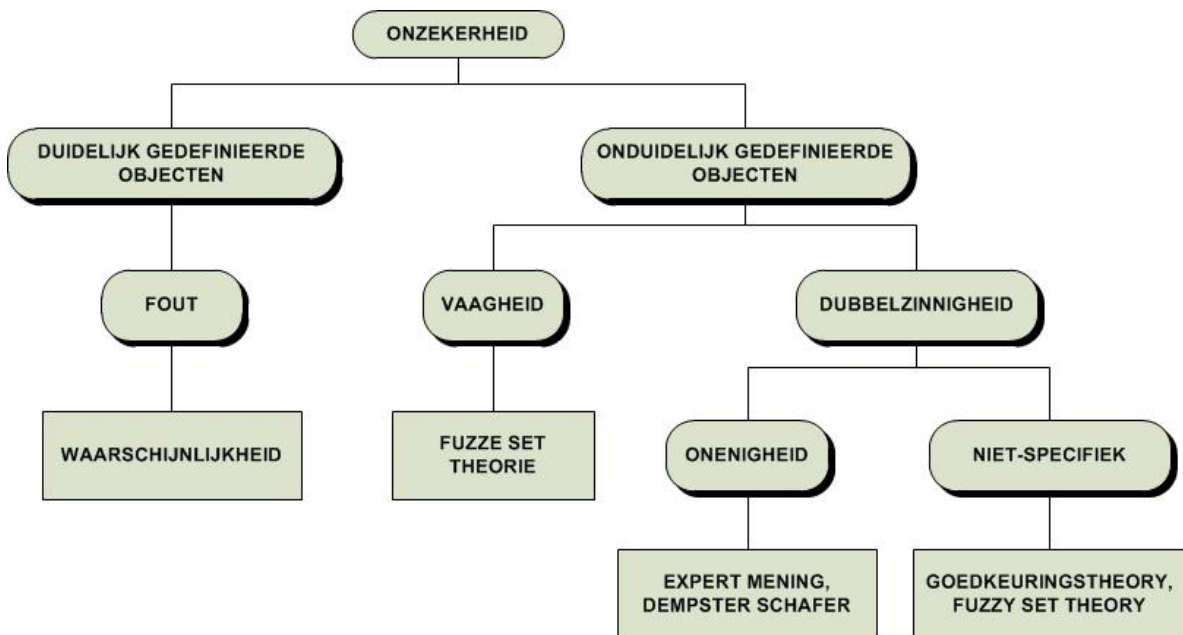 ONZEKERHEID
DUIDELIJK GEDEFINIEERDE
OBJECTEN
ONDUIDELIJK GEDEFINIEERDE
OBJECTEN
FOUT
VAAGHEID
DUBBELZINNIGHEID
WAARSCHIJNLIJKHEID
FUZZE SET
THEORIE
ONENIGHEID
NIET-SPECIFIEK
EXPERT MENING,
DEMPSTER SCHAFER
GOEDKEURINGSTHEORY,
FUZZY SET THEORY